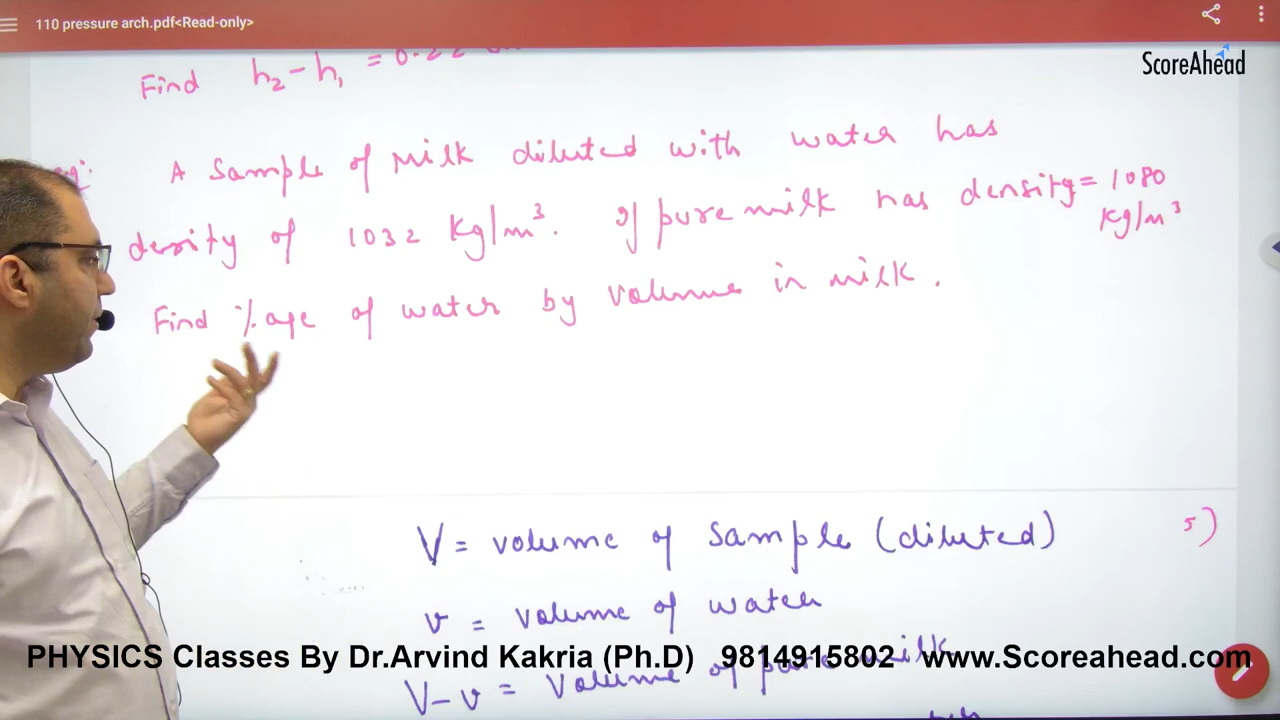 110 pressure arch.pdf<Read-only>
ScoreAhead
Find h₂-h₁ = 0.22
A sample of milk diluted with water has
density of 1032 kg/m³. If pure milk has density = 1080
kg/m³
Find %age of water by volume in milk.
V = volume of sample (diluted)
5)
v = volume of water
PHYSICS Classes By Dr.Arvind Kakria (Ph.D) 9814915802 www.Scoreahead.com
V-v = Volume of pure milk